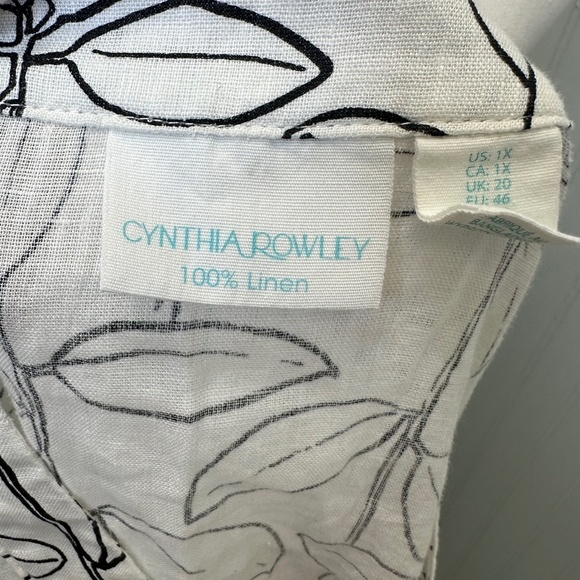 CYNTHIA ROWLEY
100% Linen
US: 1X
CA: 1X
UK: 20
EU: 46